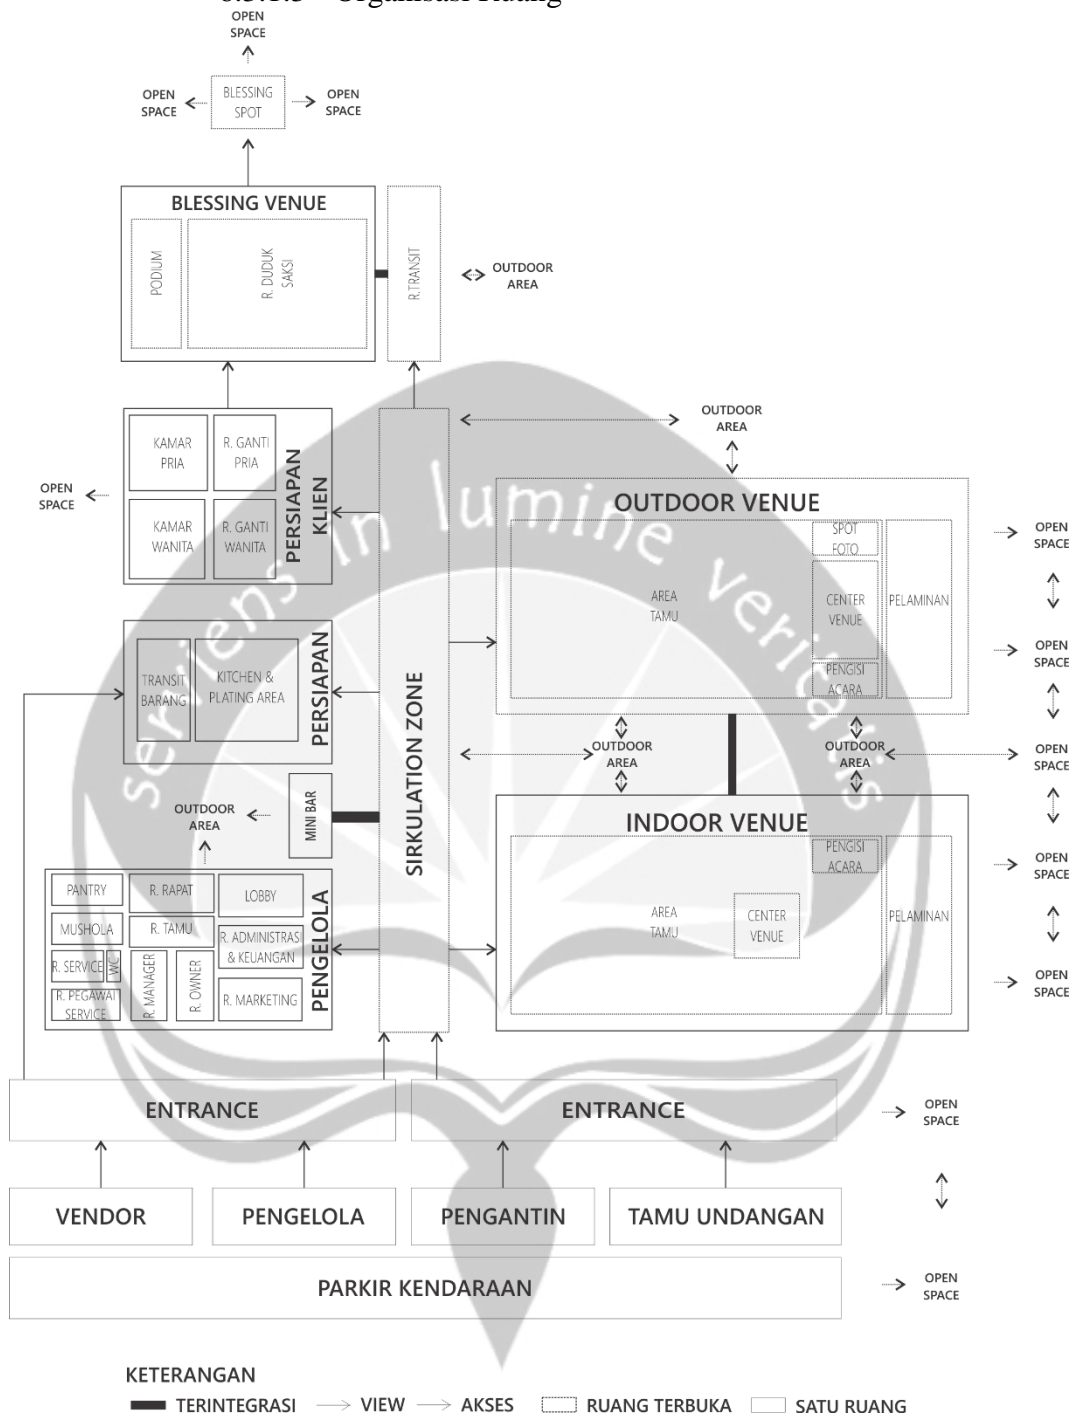 OPEN
SPACE
OPEN
SPACE
BLESSING
SPOT
OPEN
SPACE
BLESSING VENUE
PODIUM
R. DUDUK
SAKSI
R.TRANSIT
OUTDOOR
AREA
KAMAR
PRIA
R. GANTI
PRIA
KAMAR
WANITA
R. GANTI
WANITA
PERSIAPAN
KLIEN
OPEN
SPACE
OUTDOOR
AREA
OUTDOOR VENUE
SPOT
FOTO
AREA
TAMU
CENTER
VENUE
PELAMINAN
PENGISI
ACARA
OPEN
SPACE
OPEN
SPACE
TRANSIT
BARANG
KITCHEN &
PLATING AREA
PERSIAPAN
SIRKULATION ZONE
OUTDOOR
AREA
OUTDOOR
AREA
OPEN
SPACE
OUTDOOR
AREA
MINI BAR
INDOOR VENUE
PENGISI
ACARA
AREA
TAMU
CENTER
VENUE
PELAMINAN
OPEN
SPACE
OPEN
SPACE
PANTRY
R. RAPAT
LOBBY
MUSHOLA
R. TAMU
R. ADMINISTRASI
& KEUANGAN
R. SERVICE
WC
R. MANAGER
R. OWNER
R. PEGAWAI
SERVICE
R. MARKETING
PENGELOLA
ENTRANCE
ENTRANCE
OPEN
SPACE
VENDOR
PENGELOLA
PENGANTIN
TAMU UNDANGAN
PARKIR KENDARAAN
OPEN
SPACE
KETERANGAN
TERINTEGRASI
VIEW
AKSES
RUANG TERBUKA
SATU RUANG
serviens in lumine veritatis